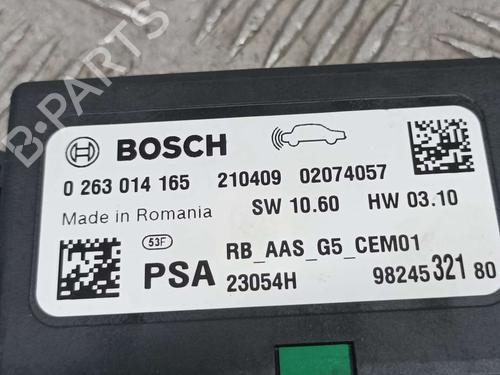 B-PARTS
BOSCH
0 263 014 165 210409 02074057
Made in Romania SW 10.60 HW 03.10
53F RB_AAS_G5_CEM01
PSA 23054H 98245 321 80